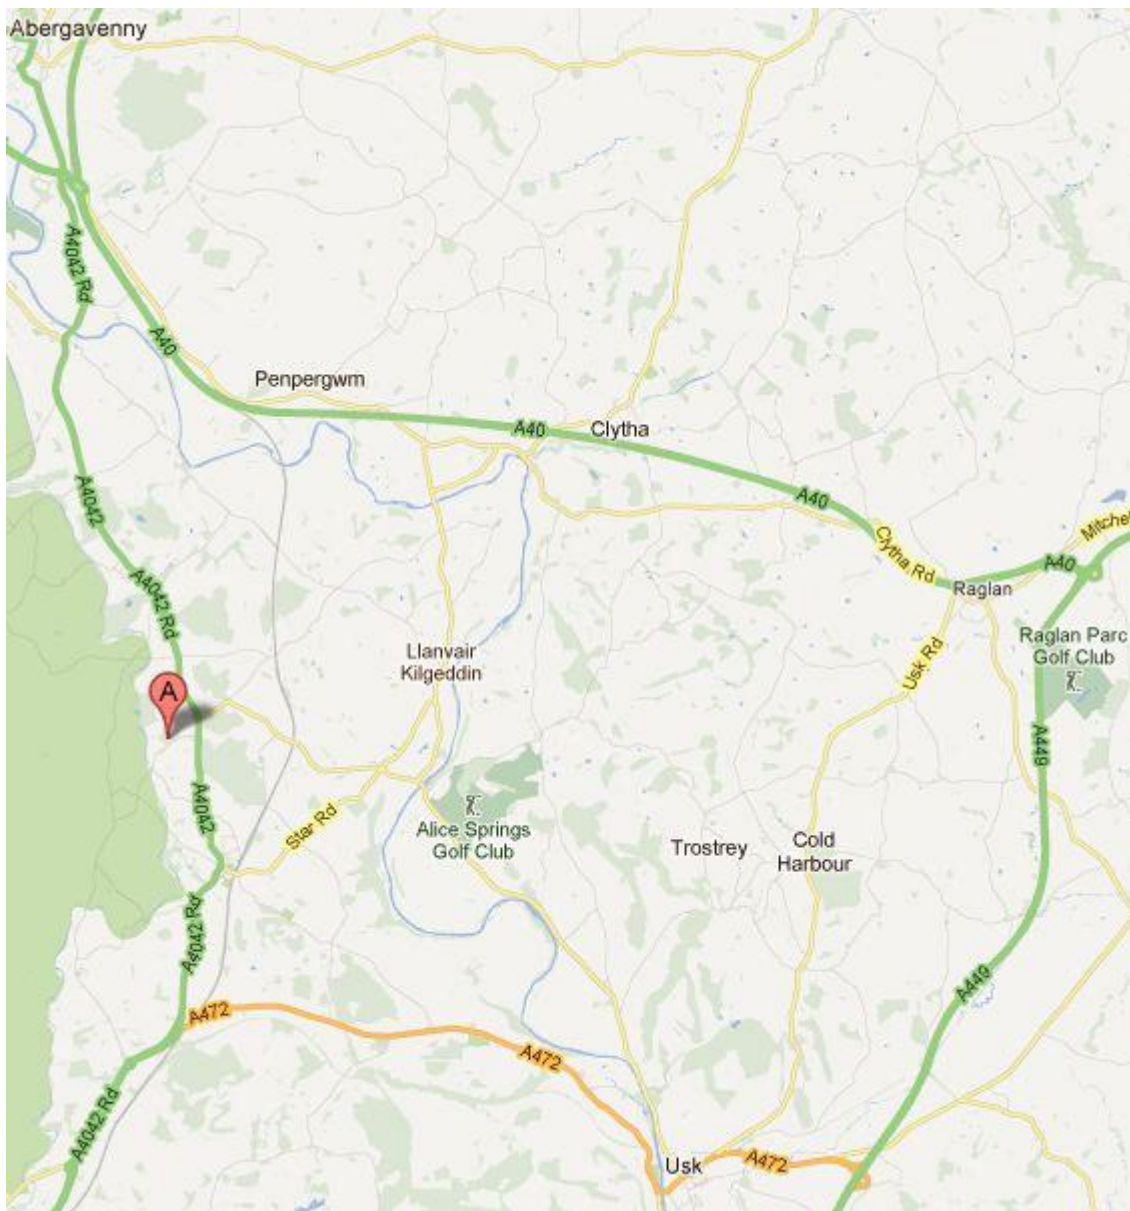 Abergavenny
A4042 Rd
A40
Penpergwm
A40
Clytha
A4042
A40
Clytha Rd
Mitchel
A40
A4042 Rd
Raglan
Llanvair
Kilgeddin
Usk Rd
Raglan Parc
Golf Club
A
A449
A4042
Star Rd
Alice Springs
Golf Club
Trostrey
Cold
Harbour
A4042 Rd
A449
A472
A472
A4042 Rd
Usk
A472